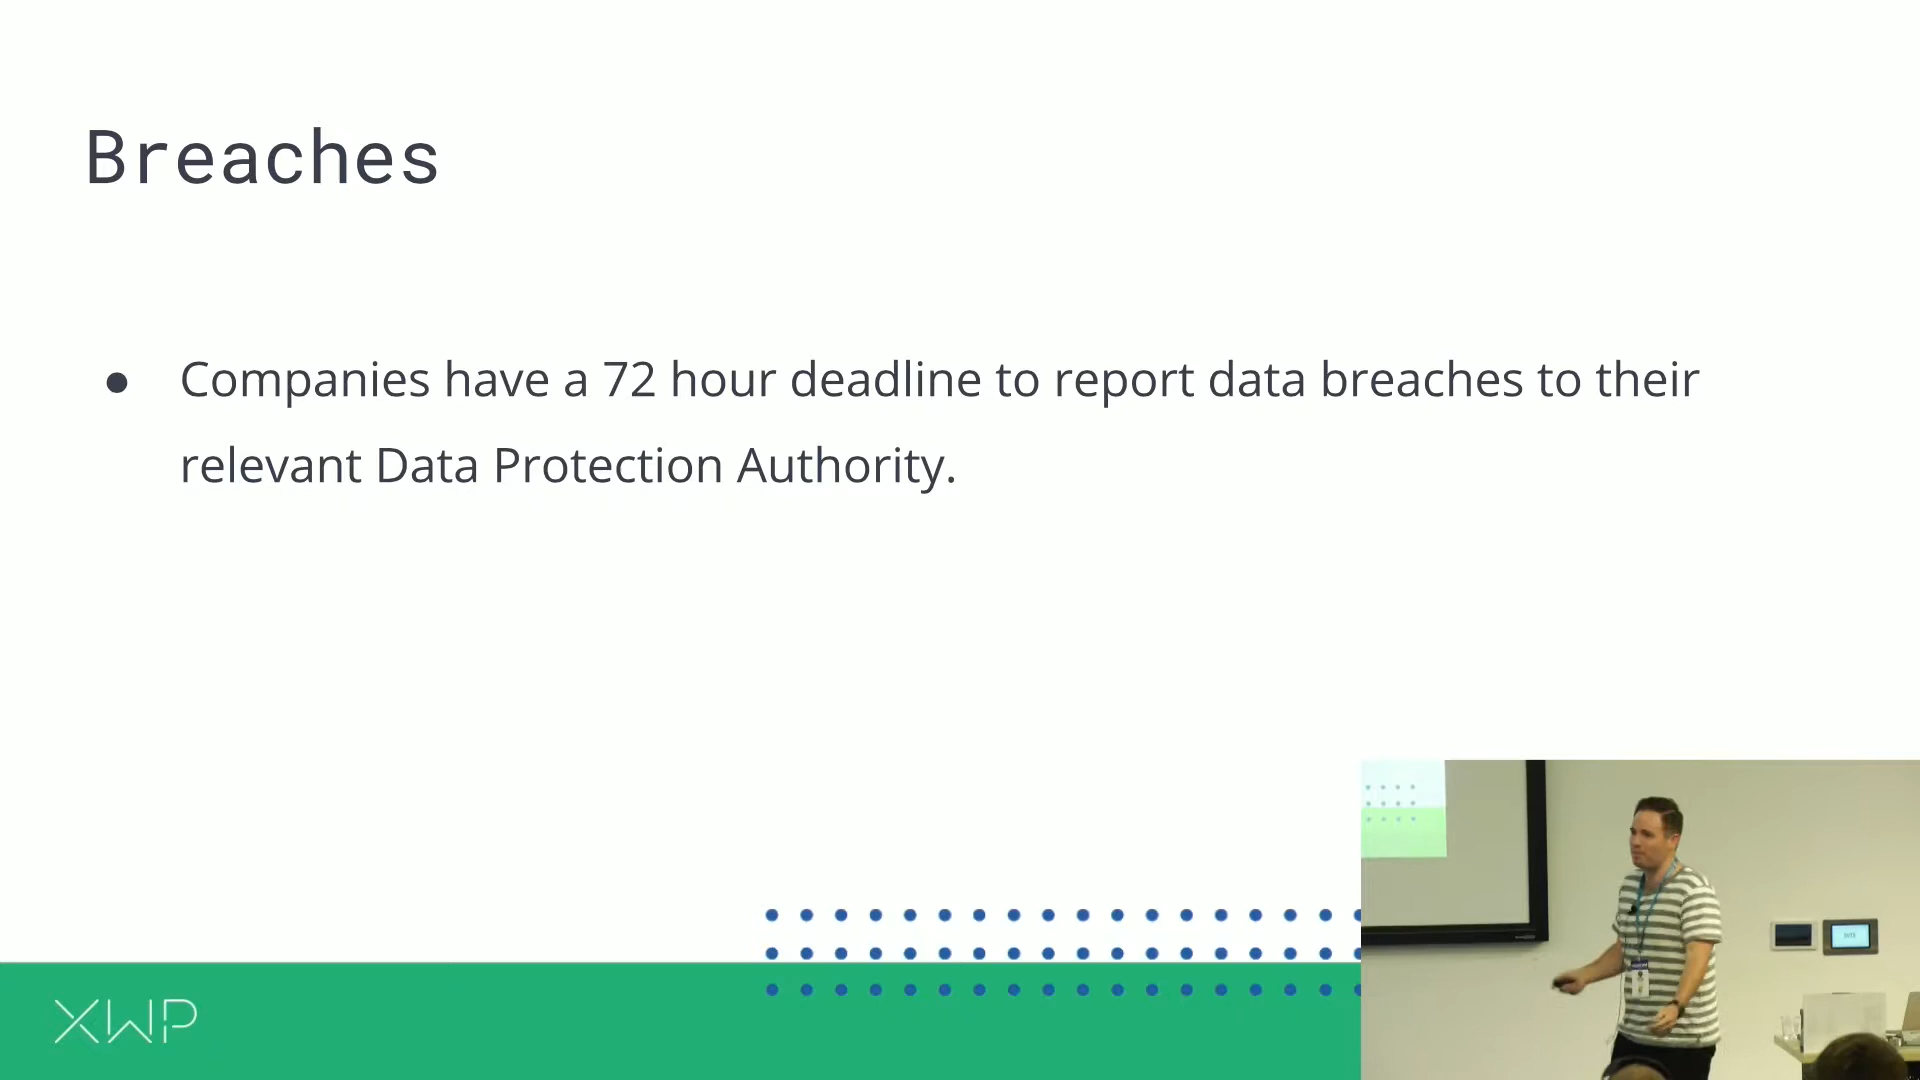 Breaches
● Companies have a 72 hour deadline to report data breaches to their
relevant Data Protection Authority.
XWP